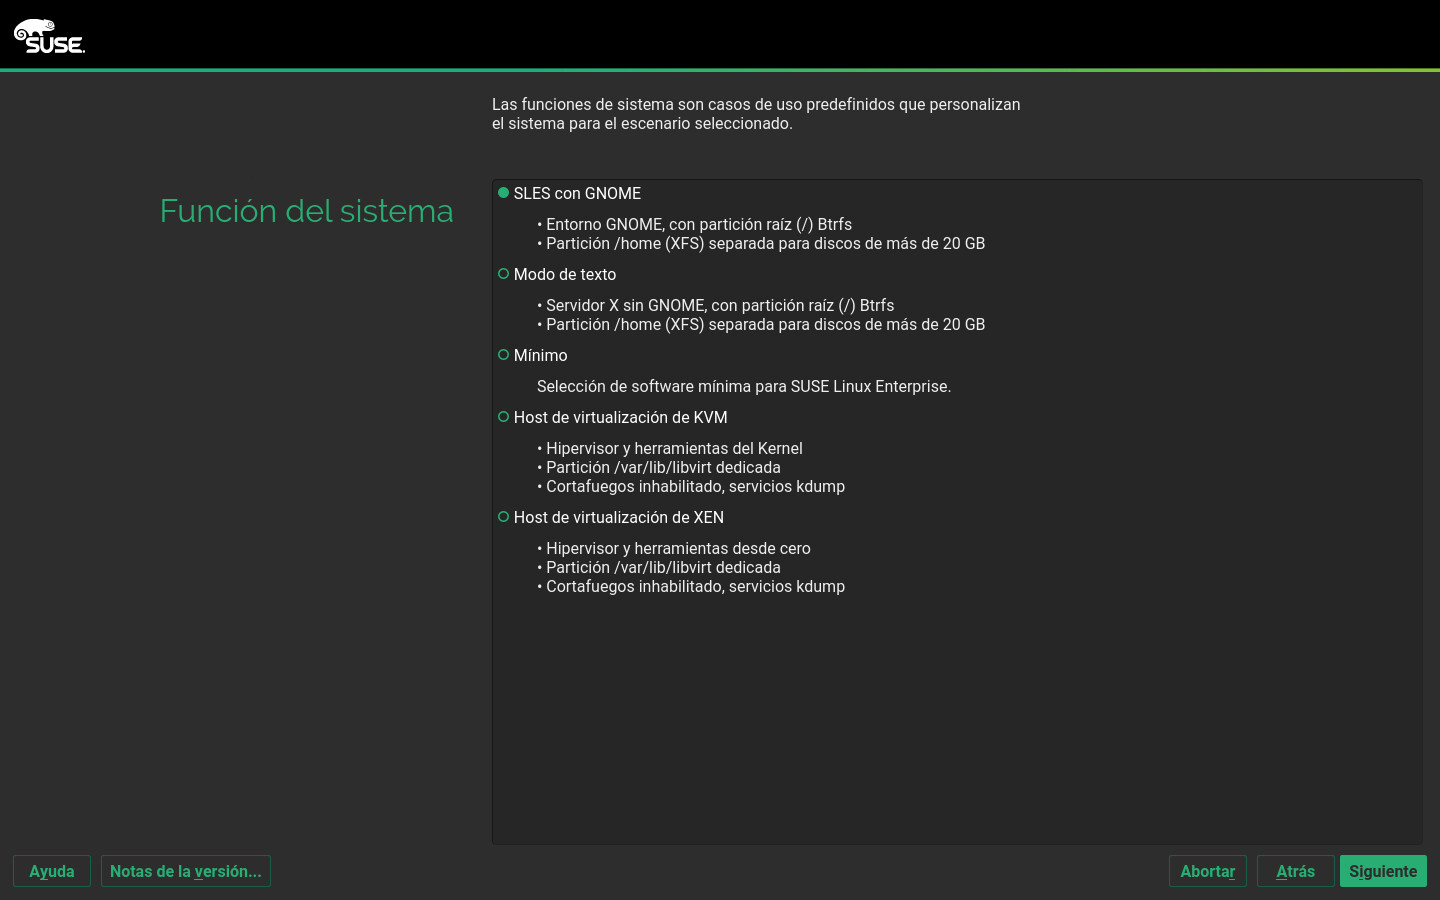 SUSE.
Las funciones de sistema son casos de uso predefinidos que personalizan
el sistema para el escenario seleccionado.
Función del sistema
SLES con GNOME
• Entorno GNOME, con partición raíz (/) Btrfs
• Partición /home (XFS) separada para discos de más de 20 GB
Modo de texto
• Servidor X sin GNOME, con partición raíz (/) Btrfs
• Partición /home (XFS) separada para discos de más de 20 GB
Mínimo
Selección de software mínima para SUSE Linux Enterprise.
Host de virtualización de KVM
• Hipervisor y herramientas del Kernel
• Partición /var/lib/libvirt dedicada
• Cortafuegos inhabilitado, servicios kdump
Host de virtualización de XEN
• Hipervisor y herramientas desde cero
• Partición /var/lib/libvirt dedicada
• Cortafuegos inhabilitado, servicios kdump
Ayuda
Notas de la versión...
Abortar
Atrás
Siguiente